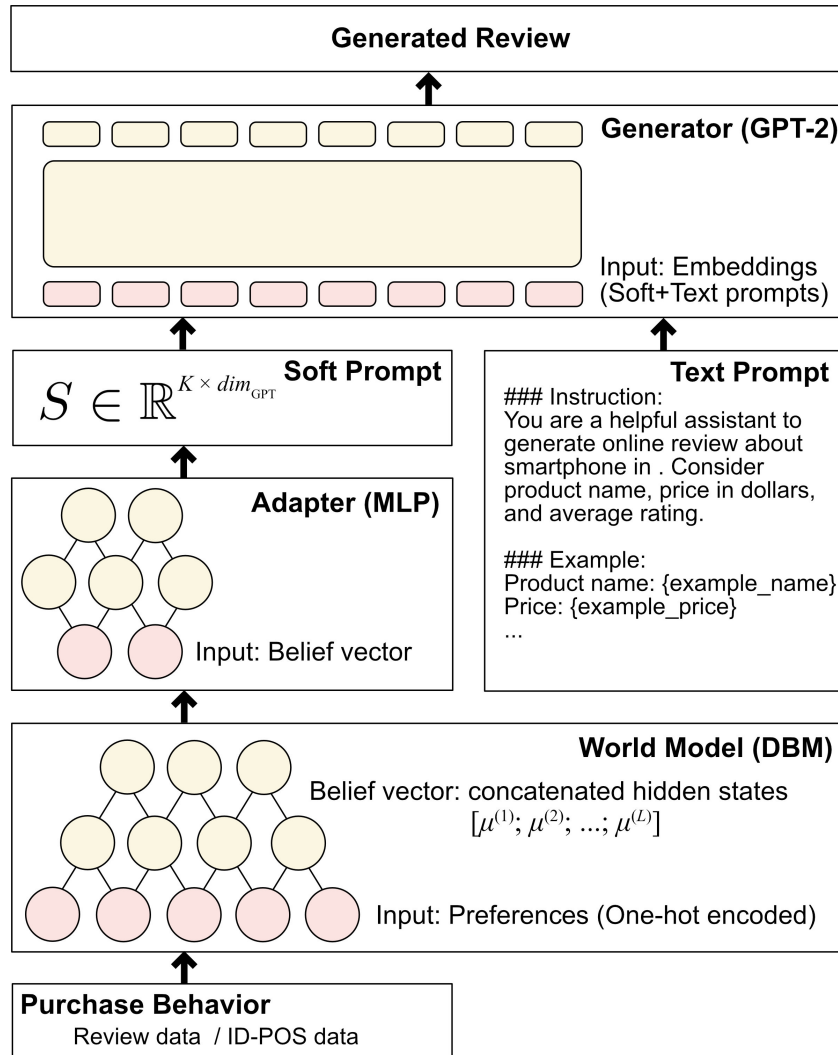 Generated Review
Generator (GPT-2)
Input: Embeddings
(Soft+Text prompts)
Soft Prompt
S ∈ ℝ^{K × dim_{GPT}}
Text Prompt
### Instruction:
You are a helpful assistant to
generate online review about
smartphone in . Consider
product name, price in dollars,
and average rating.
### Example:
Product name: {example_name}
Price: {example_price}
...
Adapter (MLP)
Input: Belief vector
World Model (DBM)
Belief vector: concatenated hidden states
[μ^{(1)}; μ^{(2)}; ...; μ^{(L)}]
Input: Preferences (One-hot encoded)
Purchase Behavior
Review data / ID-POS data